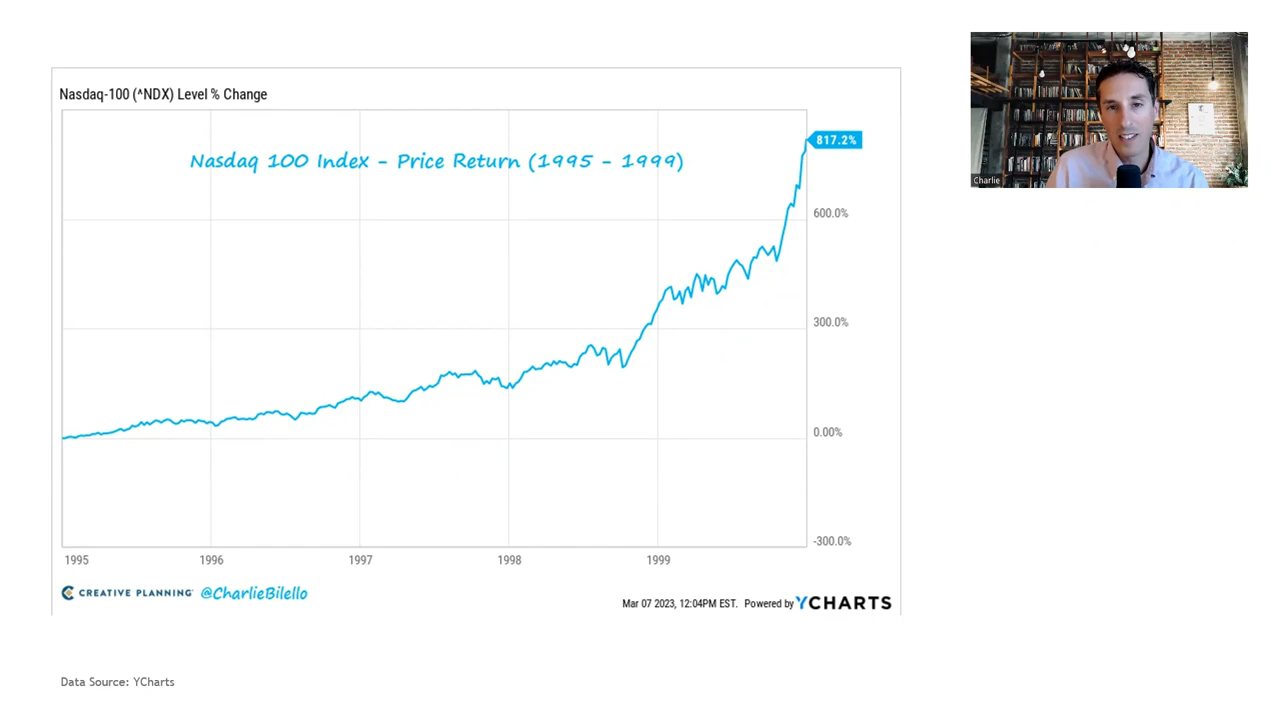 Nasdaq-100 (^NDX) Level % Change
Nasdaq 100 Index - Price Return (1995 - 1999)
817.2%
600.0%
300.0%
0.00%
-300.0%
1995 1996 1997 1998 1999
CREATIVE PLANNING @CharlieBilello
Mar 07 2023, 12:04PM EST. Powered by YCHARTS
Data Source: YCharts
Charlie